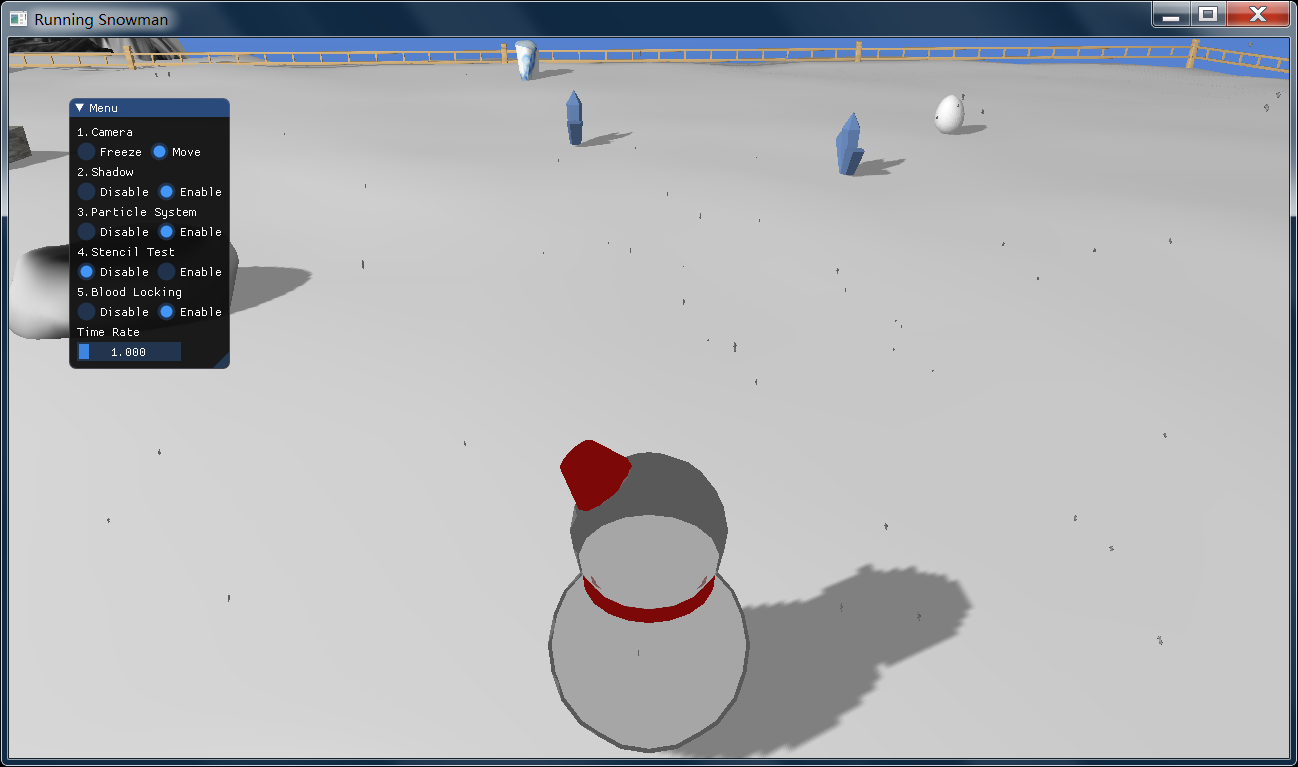 Running Snowman
Menu
1.Camera
Freeze Move
2.Shadow
Disable Enable
3.Particle System
Disable Enable
4.Stencil Test
Disable Enable
5.Blood Locking
Disable Enable
Time Rate
1.000